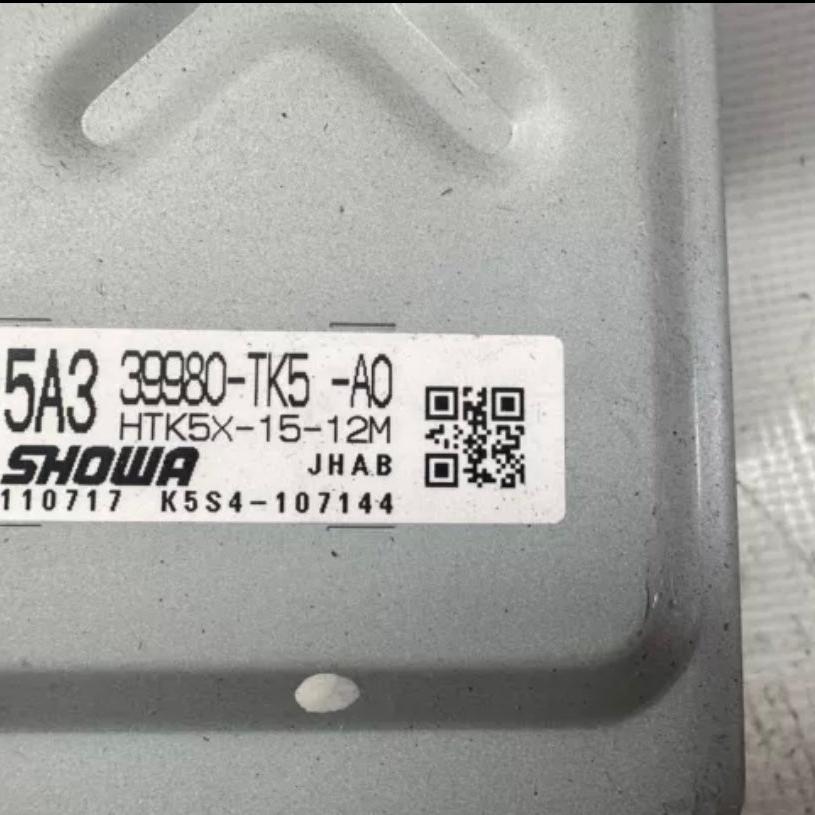 5A3 39980-TK5 -A0
HTK5X-15-12M
SHOWA JHAB
110717 K5S4-107144